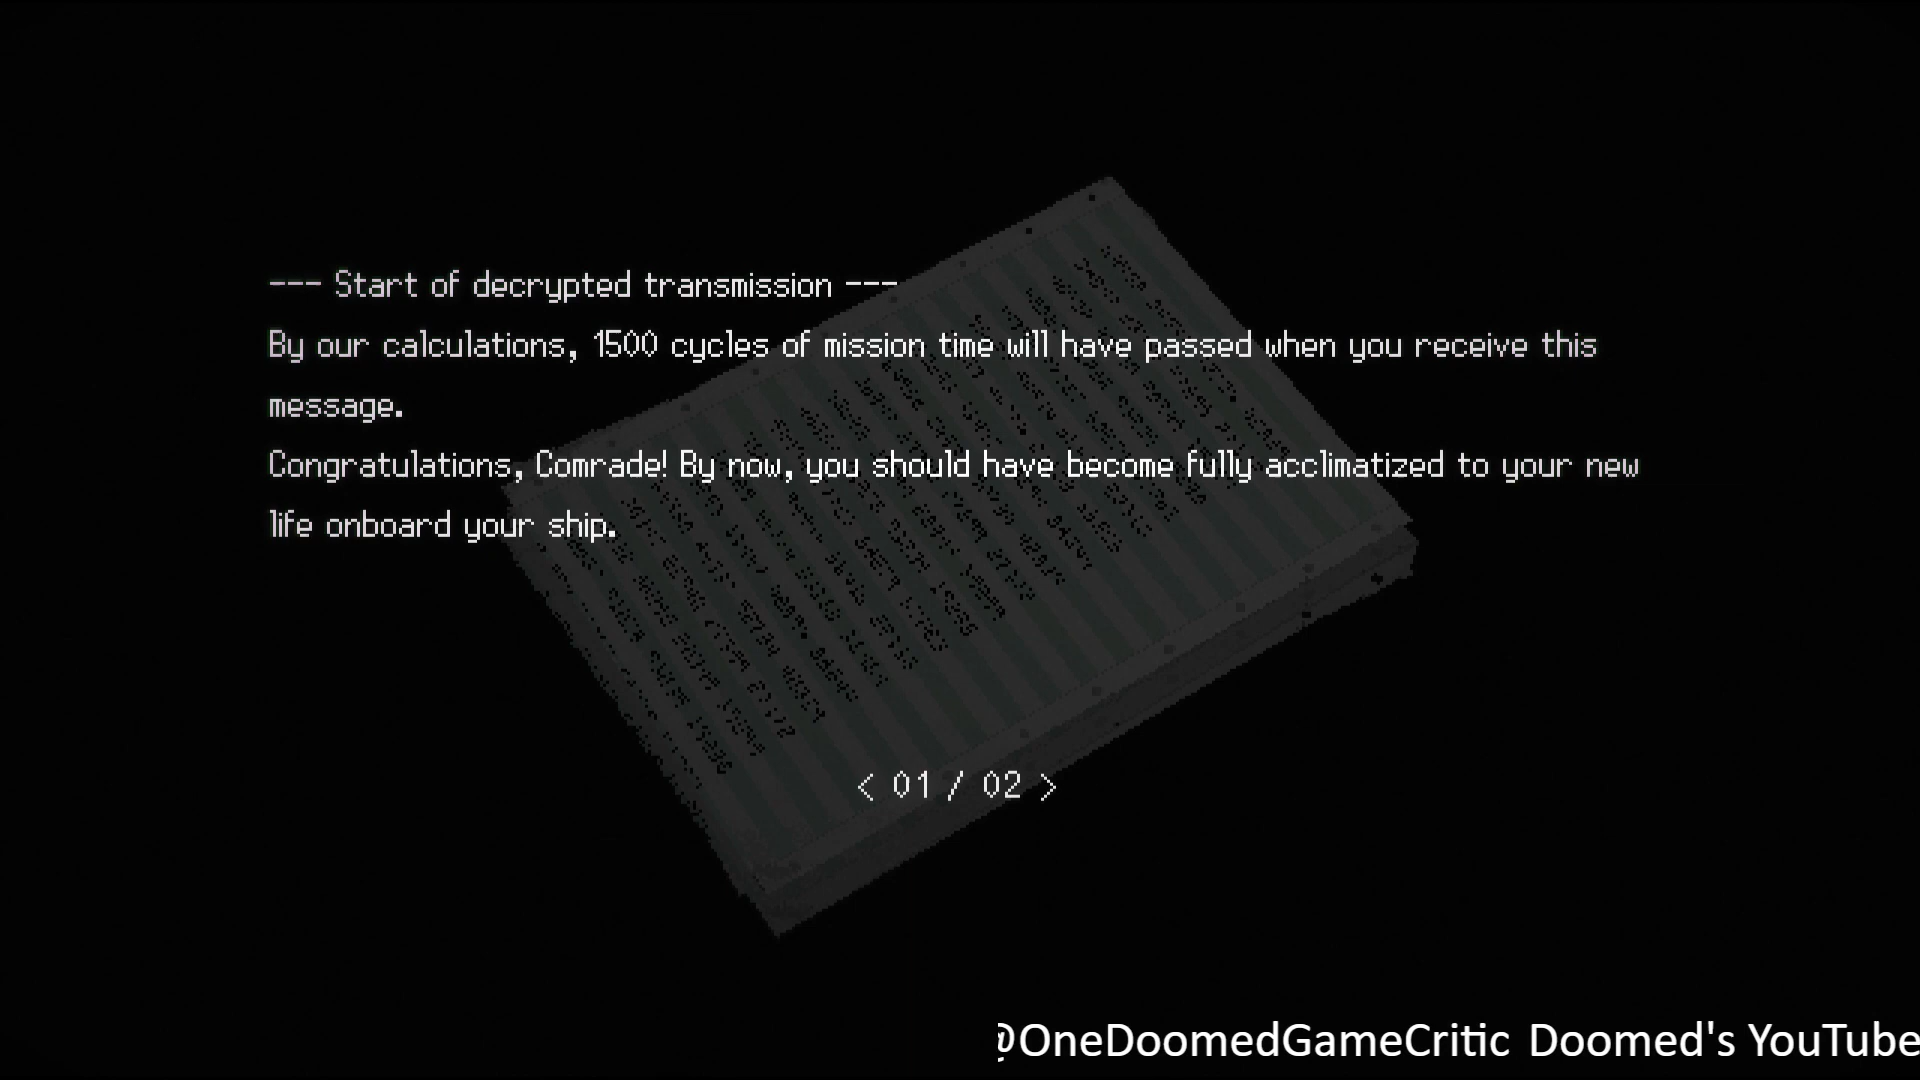 --- Start of decrypted transmission ---
By our calculations, 1500 cycles of mission time will have passed when you receive this
message.
Congratulations, Comrade! By now, you should have become fully acclimatized to your new
life onboard your ship.
< 01 / 02 >
@OneDoomedGameCritic Doomed's YouTube